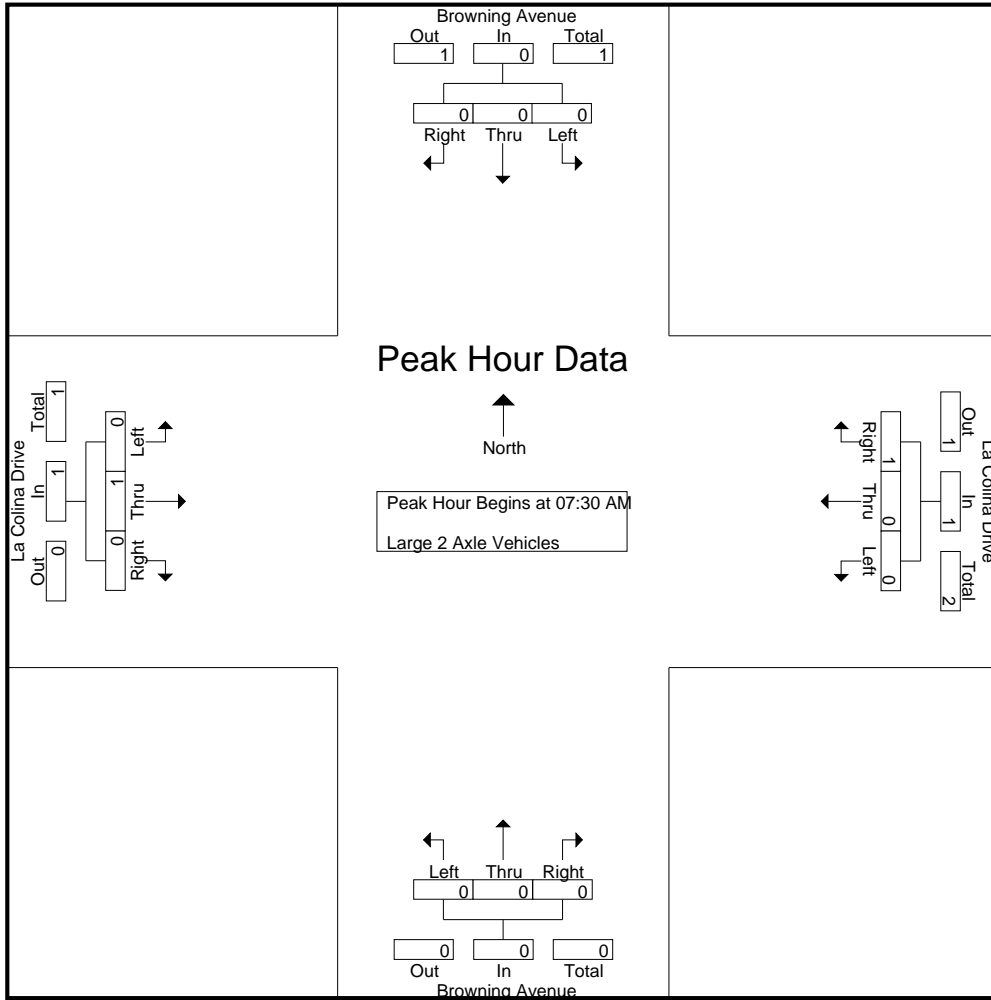 Browning Avenue
Out In Total
1 0 1
0 0 0
Right Thru Left
Peak Hour Data
North
Peak Hour Begins at 07:30 AM
Large 2 Axle Vehicles
La Colina Drive
Total In Out
1 1 0
0 1 0
Left Thru Right
Right Thru Left
1 0 0
Out In Total
1 1 2
La Colina Drive
Left Thru Right
0 0 0
0 0 0
Out In Total
Browning Avenue